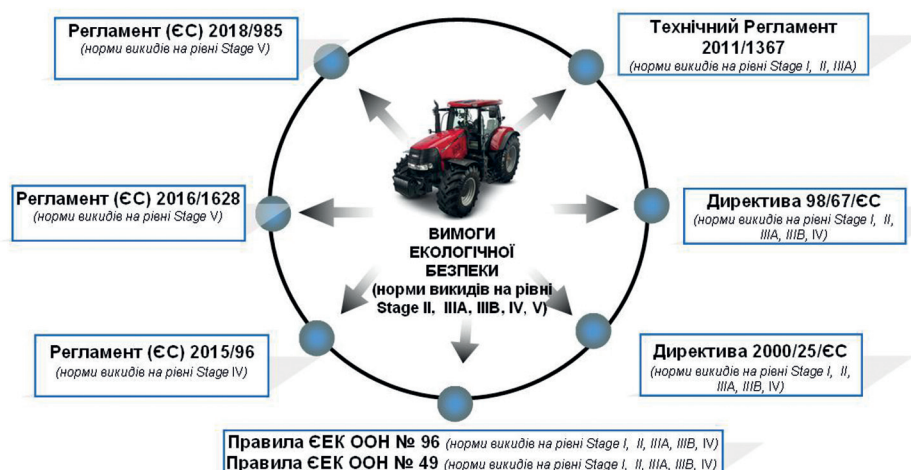 Регламент (ЄС) 2018/985
(норми викидів на рівні Stage V)
Технічний Регламент
2011/1367
(норми викидів на рівні Stage I, II, IIIA)
Регламент (ЄС) 2016/1628
(норми викидів на рівні Stage V)
Директива 98/67/ЄС
(норми викидів на рівні Stage I, II,
IIIA, IIIB, IV)
ВИМОГИ
ЕКОЛОГІЧНОЇ
БЕЗПЕКИ
(норми викидів на рівні
Stage II, IIIA, IIIB, IV, V)
Регламент (ЄС) 2015/96
(норми викидів на рівні Stage IV)
Директива 2000/25/ЄС
(норми викидів на рівні Stage I, II,
IIIA, IIIB, IV)
Правила ЄЕК ООН № 96 (норми викидів на рівні Stage I, II, IIIA, IIIB, IV)
Правила ЄЕК ООН № 49 (норми викидів на рівні Stage I, II, IIIA, IIIB, IV)